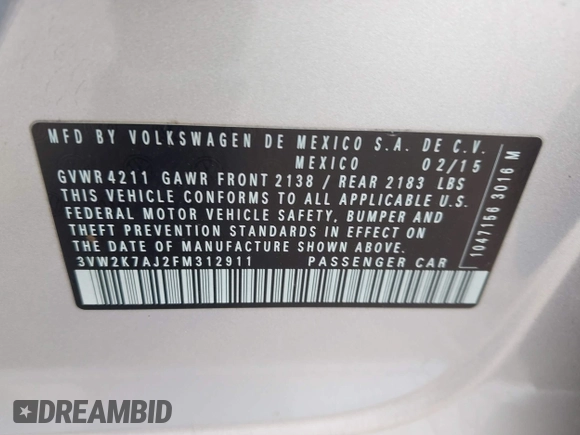 MFD BY VOLKSWAGEN DE MEXICO S.A. DE C.V.
MEXICO 02/15
GVWR 4211 GAWR FRONT 2138 / REAR 2183 LBS
THIS VEHICLE CONFORMS TO ALL APPLICABLE U.S.
FEDERAL MOTOR VEHICLE SAFETY, BUMPER AND
THEFT PREVENTION STANDARDS IN EFFECT ON
THE DATE OF MANUFACTURE SHOWN ABOVE
3VW2K7AJ2FM312911 PASSENGER CAR
1047156 3016 M
DREAMBID